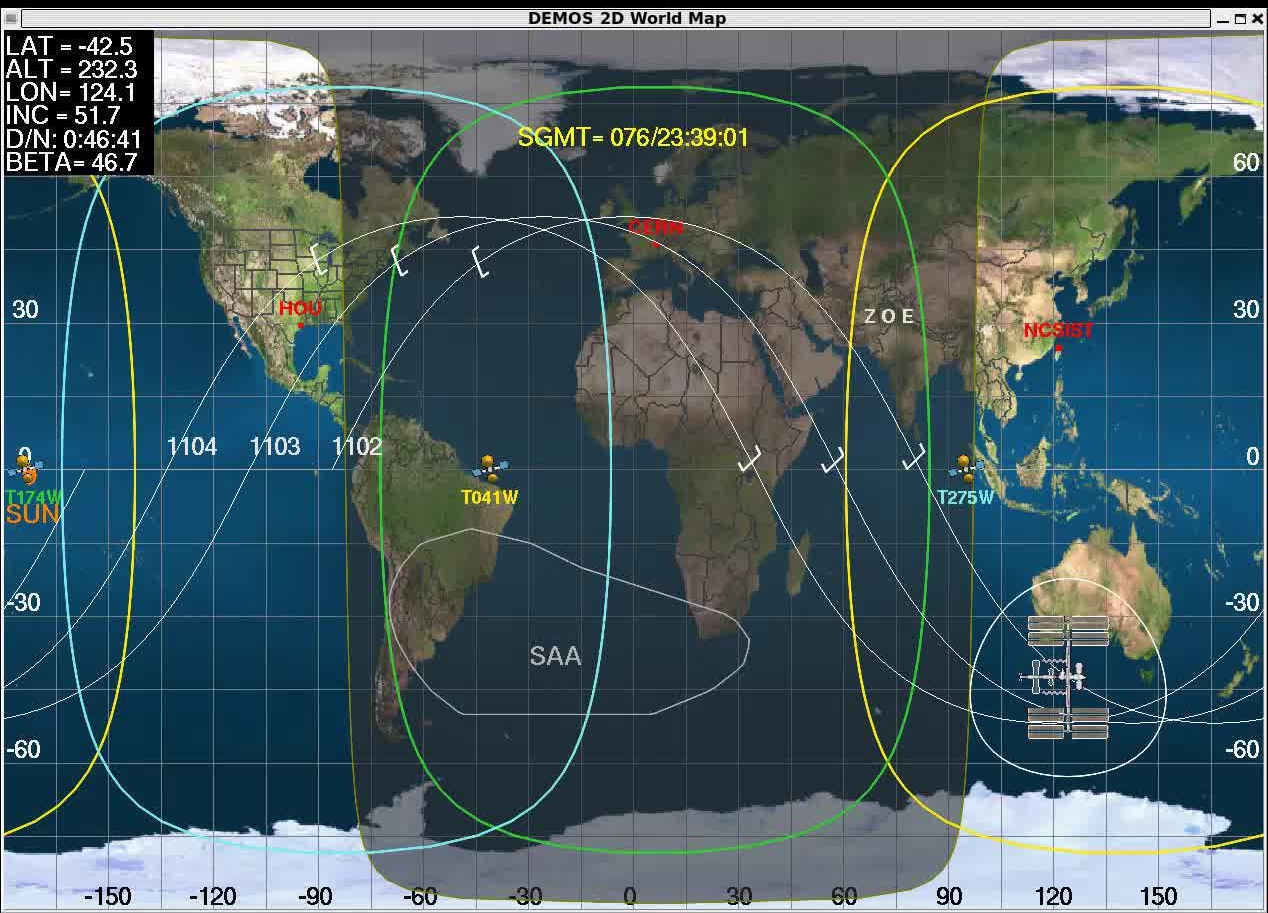 DEMOS 2D World Map
LAT = -42.5
ALT = 232.3
LON= 124.1
INC = 51.7
D/N: 0:46:41
BETA= 46.7
SGMT= 076/23:39:01
60
CERN
30
HOU
Z O E
30
NCSIST
1104 1103 1102
0
0
T174W
T041W
T275W
SUN
-30
-30
SAA
-60
-60
-150 -120 -90 -60 -30 0 30 60 90 120 150